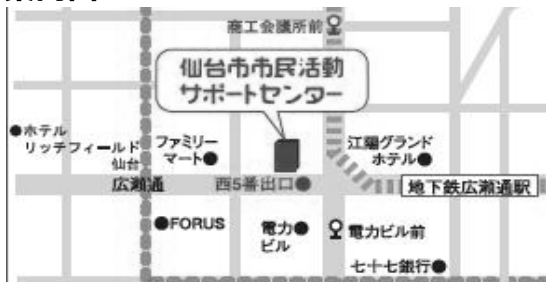 商工会議所前
仙台市市民活動
サポートセンター
ホテル
リッチフィールド
仙台
ファミリー
マート
江陽グランド
ホテル
広瀬通
西5番出口
地下鉄広瀬通駅
FORUS
電力
ビル
電力ビル前
七十七銀行